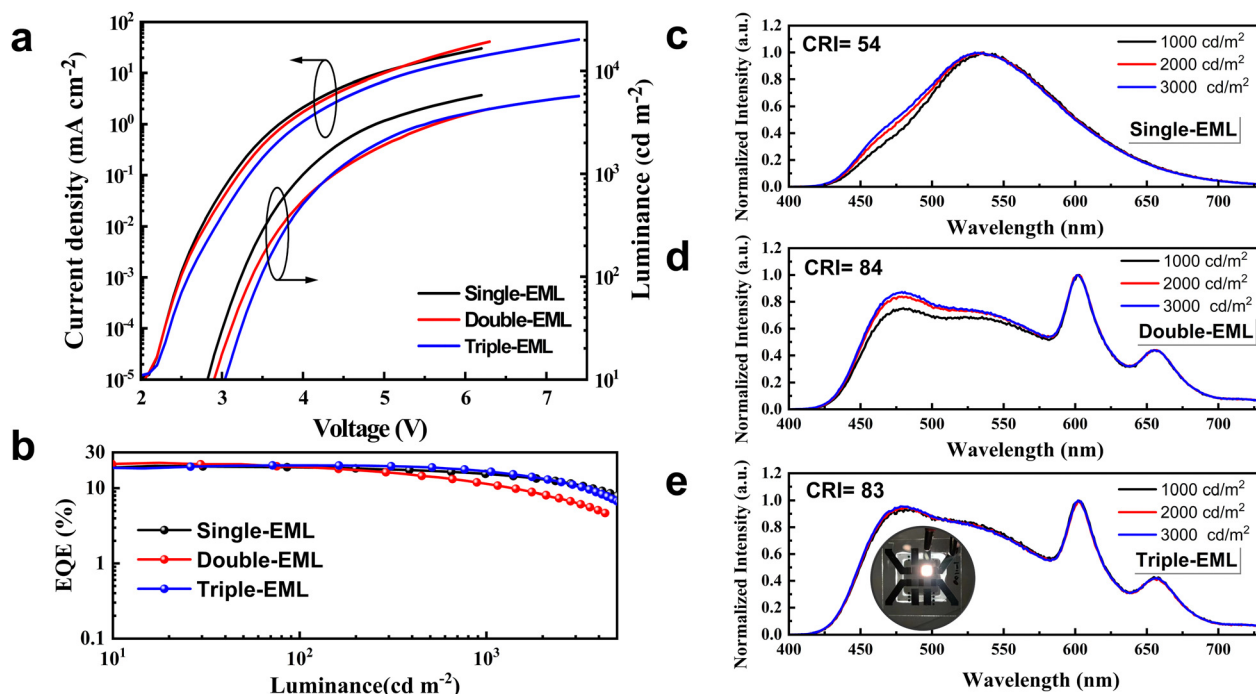 a
Current density (mA cm⁻²)
10²
10¹
10⁰
10⁻¹
10⁻²
10⁻³
10⁻⁴
10⁻⁵
2 3 4 5 6 7
Voltage (V)
10⁴
10³
10²
10¹
Luminance (cd m⁻²)
Single-EML
Double-EML
Triple-EML
b
EQE (%)
30
10
1
0.1
10¹ 10² 10³
Luminance(cd m⁻²)
Single-EML
Double-EML
Triple-EML
c
CRI= 54
Normalized Intensity (a.u.)
1.2
1.0
0.8
0.6
0.4
0.2
0.0
400 450 500 550 600 650 700
Wavelength (nm)
1000 cd/m²
2000 cd/m²
3000 cd/m²
Single-EML
d
CRI= 84
Normalized Intensity (a.u.)
1.2
1.0
0.8
0.6
0.4
0.2
0.0
400 450 500 550 600 650 700
Wavelength (nm)
1000 cd/m²
2000 cd/m²
3000 cd/m²
Double-EML
e
CRI= 83
Normalized Intensity (a.u.)
1.2
1.0
0.8
0.6
0.4
0.2
0.0
400 450 500 550 600 650 700
Wavelength (nm)
1000 cd/m²
2000 cd/m²
3000 cd/m²
Triple-EML